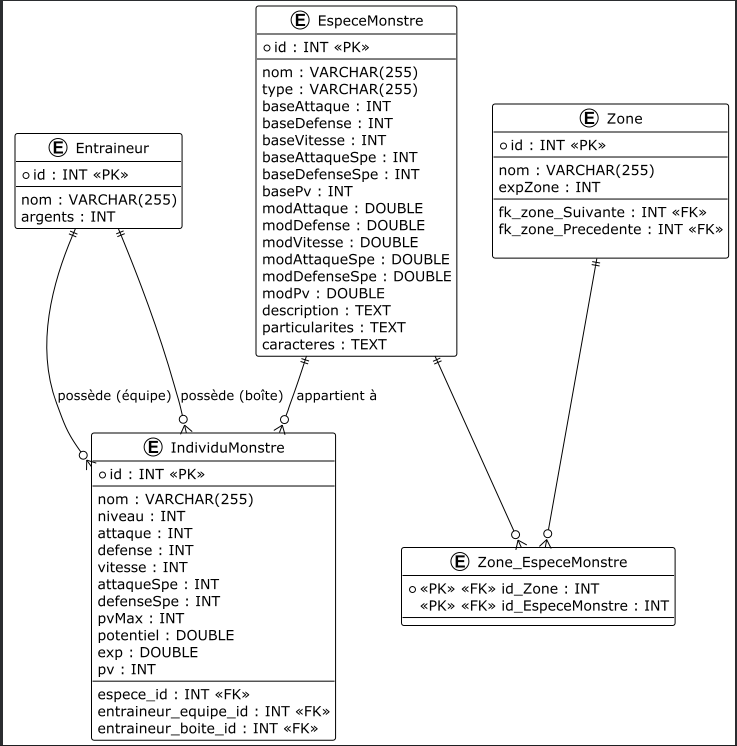 E EspeceMonstre
id : INT «PK»
nom : VARCHAR(255)
type : VARCHAR(255)
baseAttaque : INT
baseDefense : INT
baseVitesse : INT
baseAttaqueSpe : INT
baseDefenseSpe : INT
basePv : INT
modAttaque : DOUBLE
modDefense : DOUBLE
modVitesse : DOUBLE
modAttaqueSpe : DOUBLE
modDefenseSpe : DOUBLE
modPv : DOUBLE
description : TEXT
particularites : TEXT
caracteres : TEXT
E Entraineur
id : INT «PK»
nom : VARCHAR(255)
argents : INT
E Zone
id : INT «PK»
nom : VARCHAR(255)
expZone : INT
fk_zone_Suivante : INT «FK»
fk_zone_Precedente : INT «FK»
possède (équipe)
possède (boîte)
appartient à
E IndividuMonstre
id : INT «PK»
nom : VARCHAR(255)
niveau : INT
attaque : INT
defense : INT
vitesse : INT
attaqueSpe : INT
defenseSpe : INT
pvMax : INT
potentiel : DOUBLE
exp : DOUBLE
pv : INT
espece_id : INT «FK»
entraineur_equipe_id : INT «FK»
entraineur_boite_id : INT «FK»
E Zone_EspeceMonstre
«PK» «FK» id_Zone : INT
«PK» «FK» id_EspeceMonstre : INT